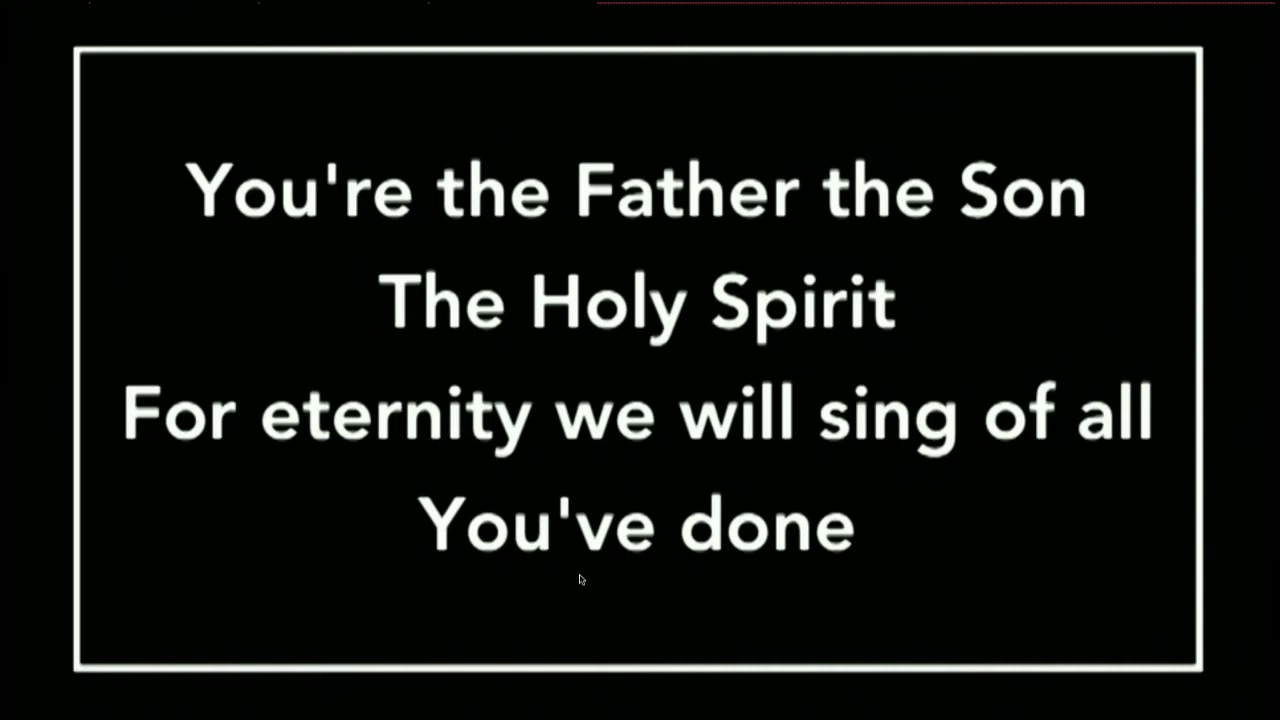 You're the Father the Son
The Holy Spirit
For eternity we will sing of all
You've done